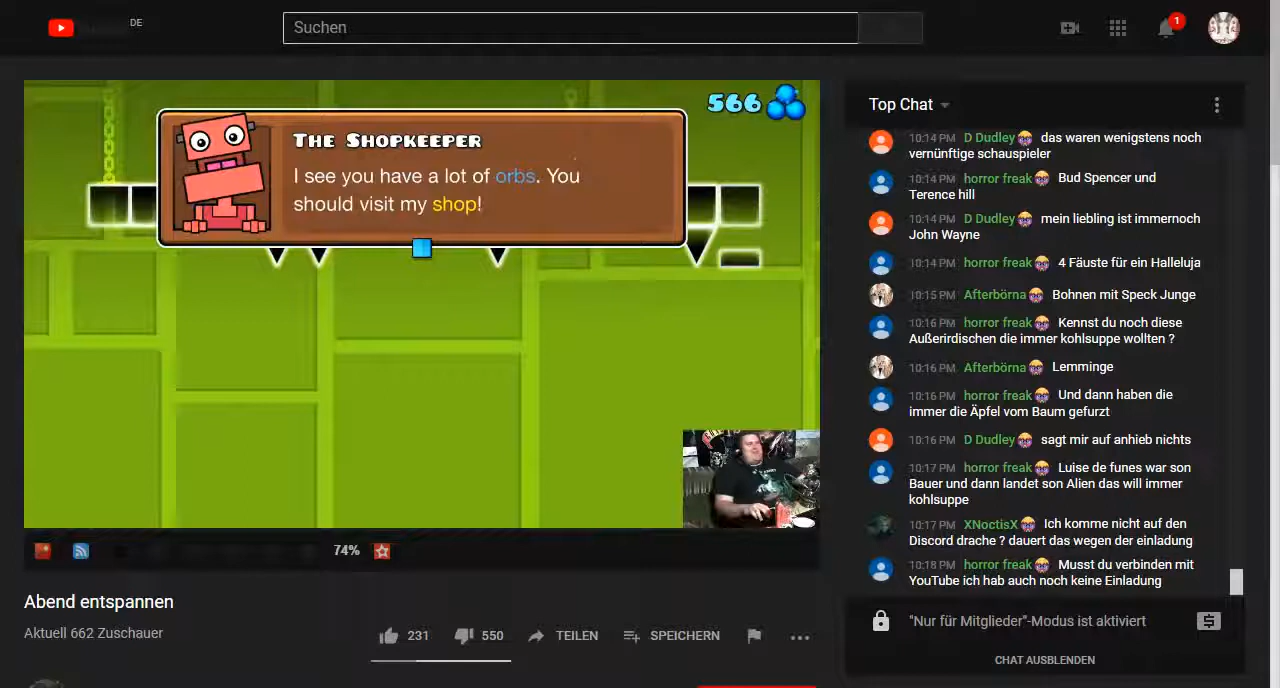 DE
Suchen
1
566
The Shopkeeper
I see you have a lot of orbs. You
should visit my shop!
74%
Abend entspannen
Aktuell 662 Zuschauer
231
550
TEILEN
SPEICHERN
Top Chat
10:14 PM D Dudley das waren wenigstens noch
vernünftige schauspieler
10:14 PM horror freak Bud Spencer und
Terence hill
10:14 PM D Dudley mein liebling ist immernoch
John Wayne
10:14 PM horror freak 4 Fäuste für ein Halleluja
10:15 PM Afterbörna Bohnen mit Speck Junge
10:16 PM horror freak Kennst du noch diese
Außerirdischen die immer kohlsuppe wollten ?
10:16 PM Afterbörna Lemminge
10:16 PM horror freak Und dann haben die
immer die Äpfel vom Baum gefurzt
10:16 PM D Dudley sagt mir auf anhieb nichts
10:17 PM horror freak Luise de funes war son
Bauer und dann landet son Alien das will immer
kohlsuppe
10:17 PM XNoctisX Ich komme nicht auf den
Discord drache ? dauert das wegen der einladung
10:18 PM horror freak Musst du verbinden mit
YouTube ich hab auch noch keine Einladung
"Nur für Mitglieder"-Modus ist aktiviert
CHAT AUSBLENDEN